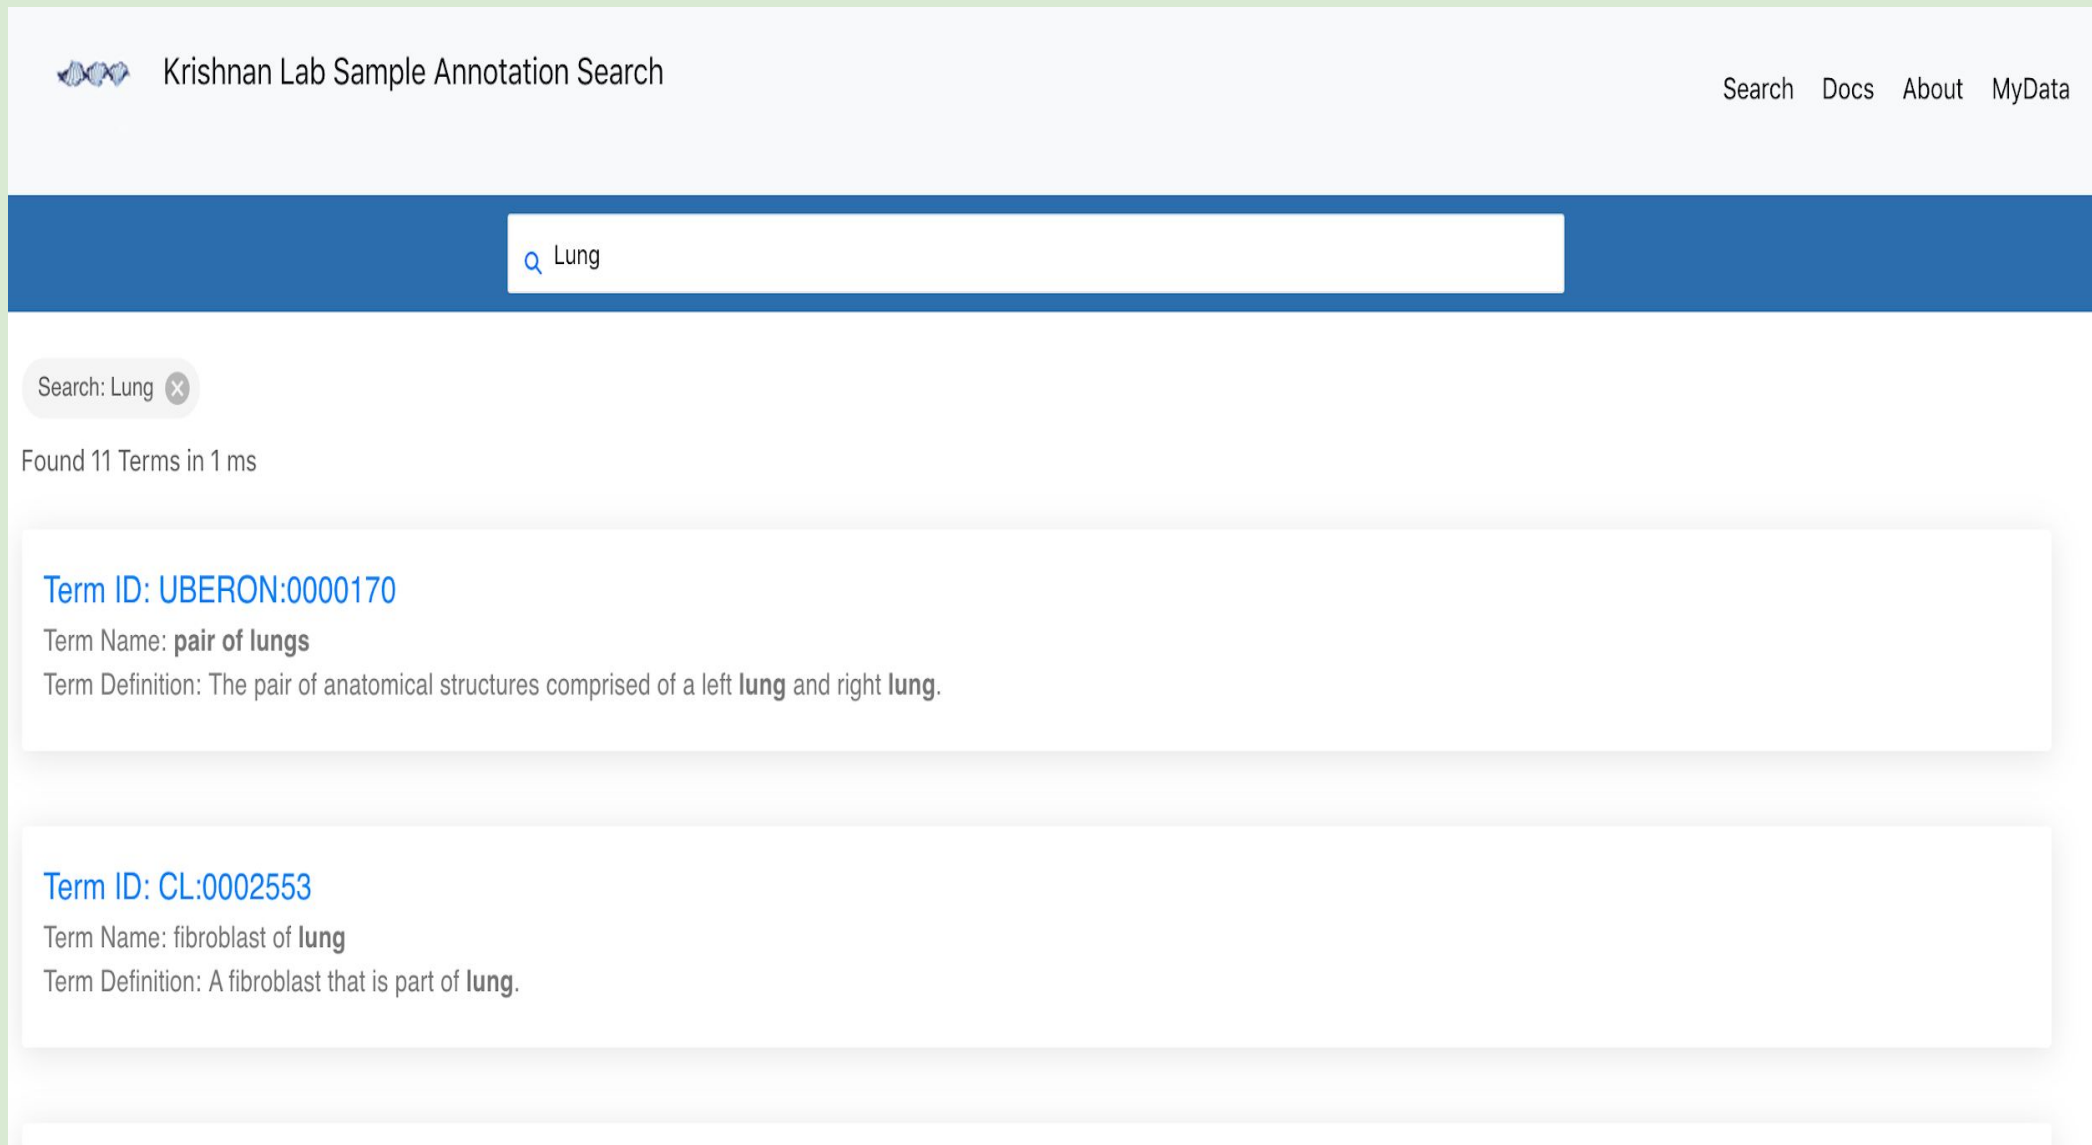 Krishnan Lab Sample Annotation Search
Search Docs About MyData
Lung
Search: Lung
Found 11 Terms in 1 ms
Term ID: UBERON:0000170
Term Name: pair of lungs
Term Definition: The pair of anatomical structures comprised of a left lung and right lung.
Term ID: CL:0002553
Term Name: fibroblast of lung
Term Definition: A fibroblast that is part of lung.